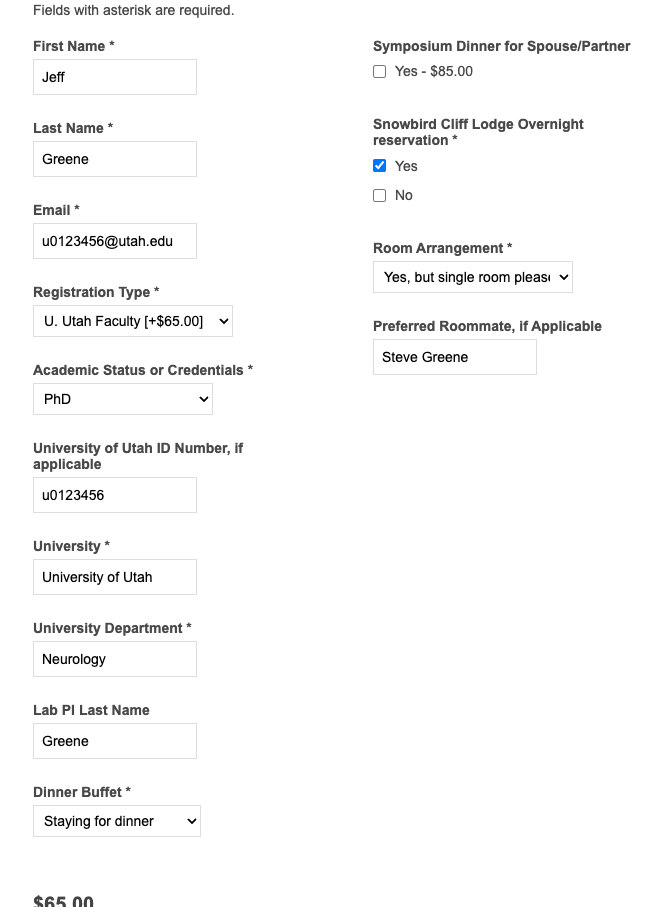 Fields with asterisk are required.
First Name *
Jeff
Last Name *
Greene
Email *
u0123456@utah.edu
Registration Type *
U. Utah Faculty [+$65.00]
Academic Status or Credentials *
PhD
University of Utah ID Number, if
applicable
u0123456
University *
University of Utah
University Department *
Neurology
Lab PI Last Name
Greene
Dinner Buffet *
Staying for dinner
$65.00
Symposium Dinner for Spouse/Partner
Yes - $85.00
Snowbird Cliff Lodge Overnight
reservation *
Yes
No
Room Arrangement *
Yes, but single room please
Preferred Roommate, if Applicable
Steve Greene